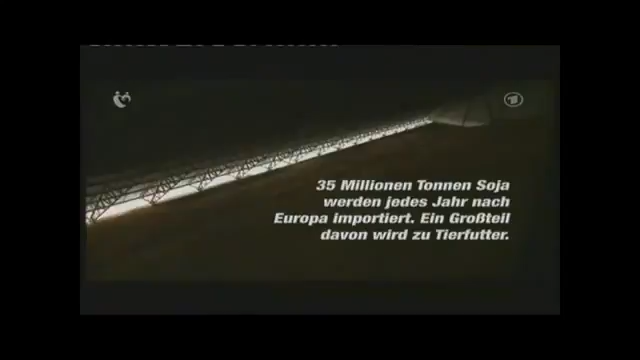 35 Millionen Tonnen Soja
werden jedes Jahr nach
Europa importiert. Ein Großteil
davon wird zu Tierfutter.